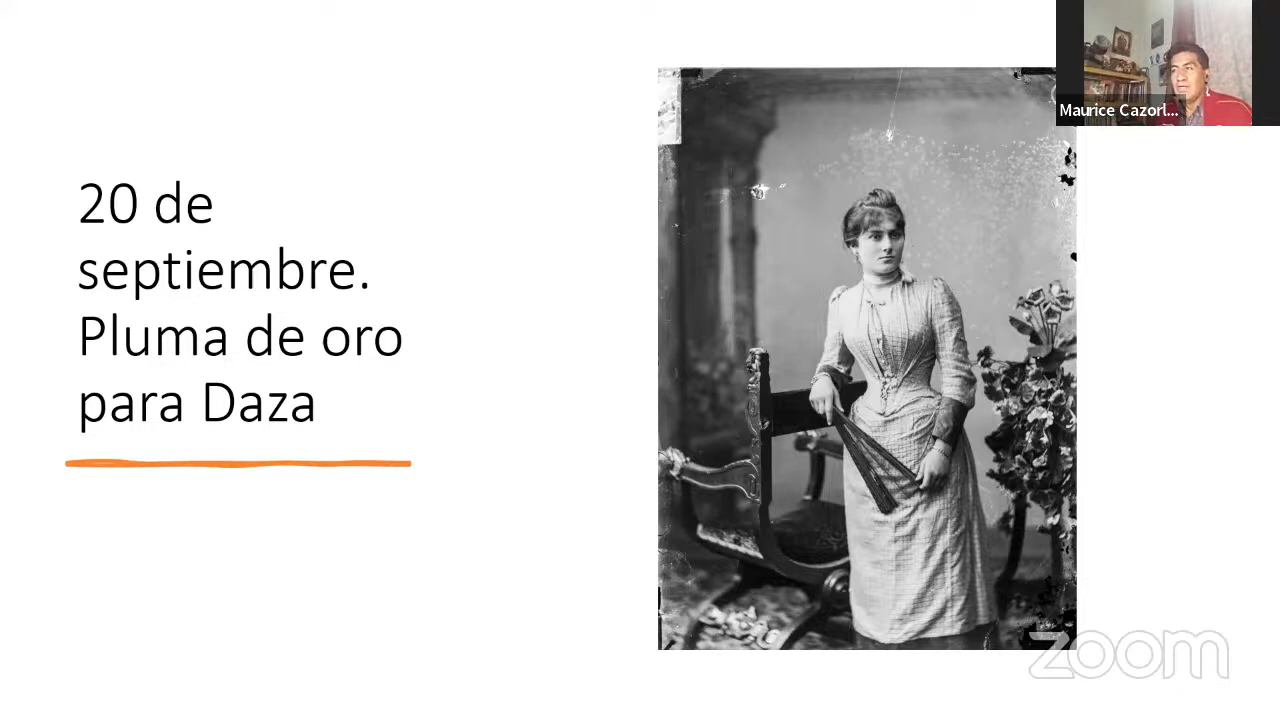 20 de
septiembre.
Pluma de oro
para Daza
Maurice Cazorl...
zoom